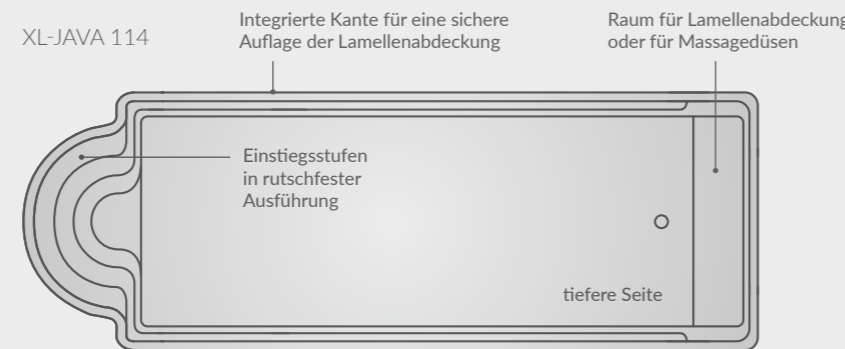 XL-JAVA 114
Integrierte Kante für eine sichere
Auflage der Lamellenabdeckung
Raum für Lamellenabdeckung
oder für Massagedüsen
Einstiegsstufen
in rutschfester
Ausführung
tiefere Seite